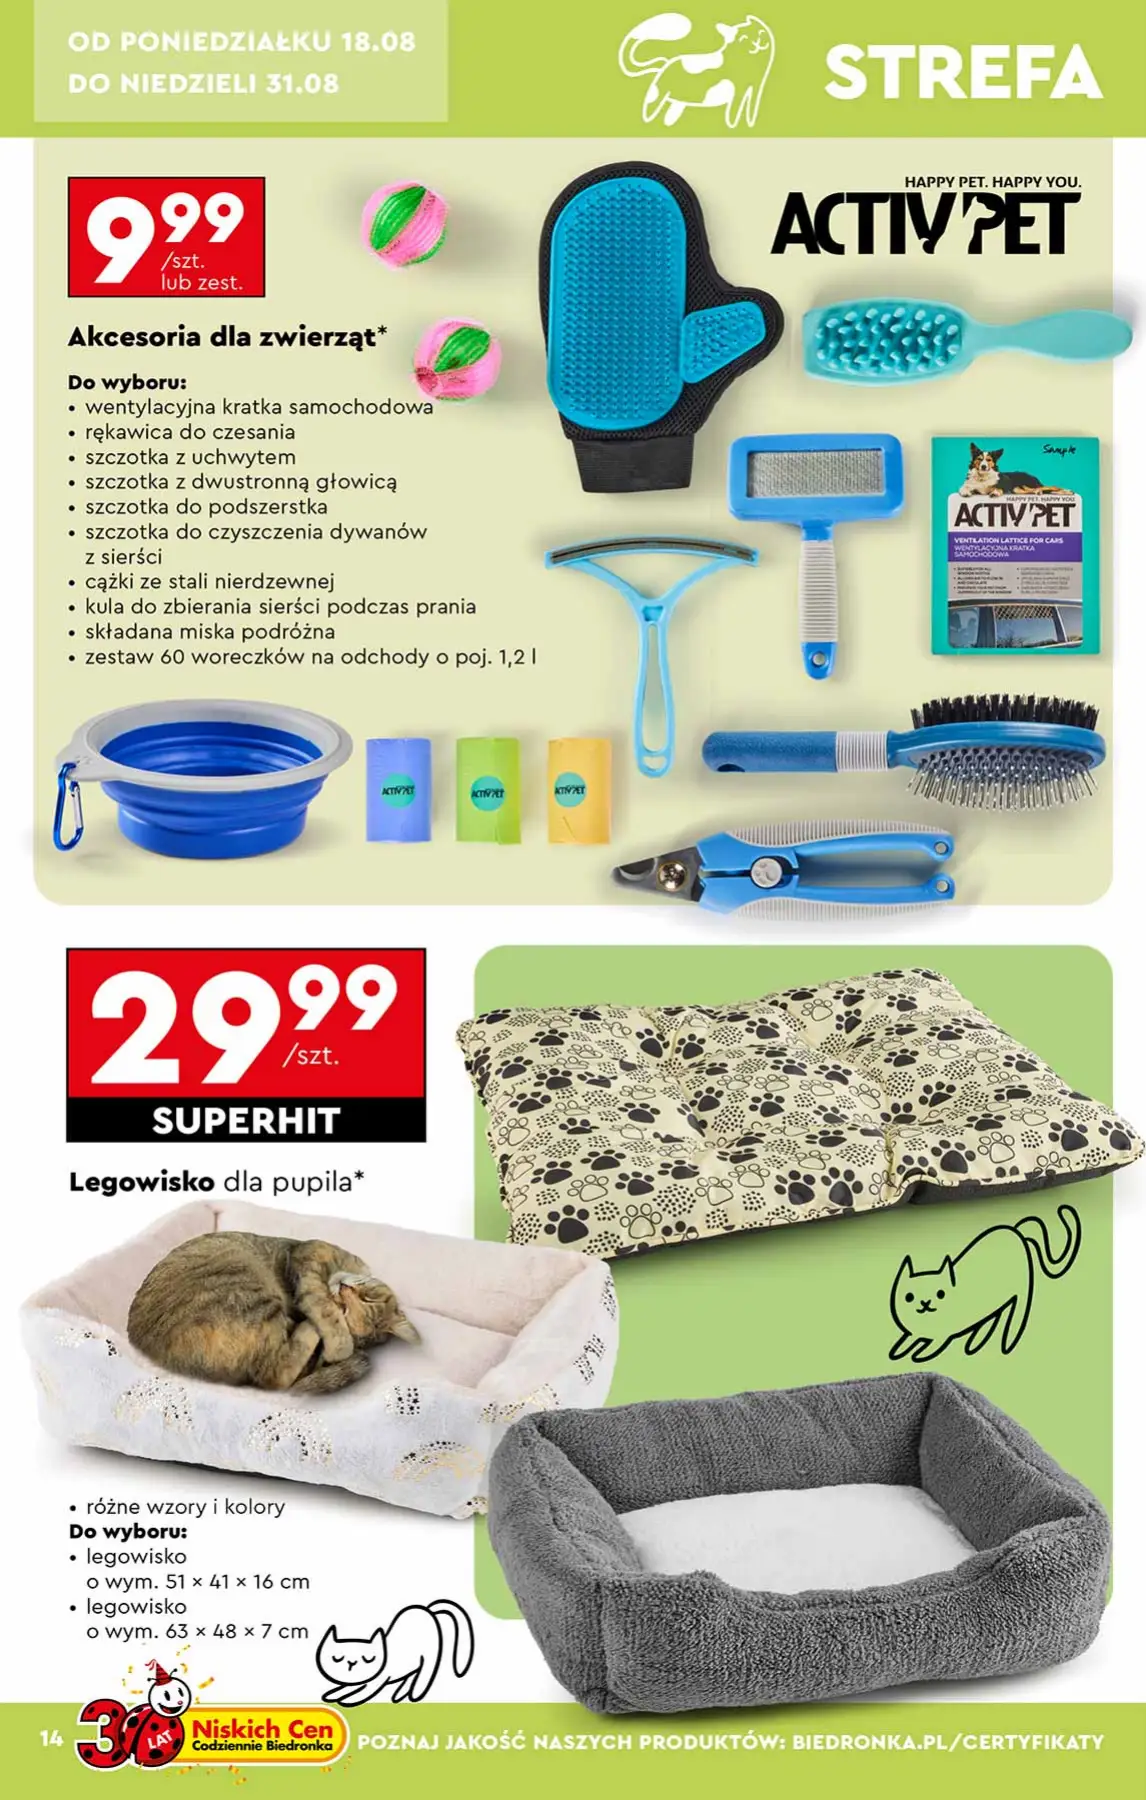 OD PONIEDZIAŁKU 18.08
DO NIEDZIELI 31.08
STREFA
9 99
/szt.
lub zest.
HAPPY PET. HAPPY YOU.
ACTIV PET
Akcesoria dla zwierząt*
Do wyboru:
• wentylacyjna kratka samochodowa
• rękawica do czesania
• szczotka z uchwytem
• szczotka z dwustronną głowicą
• szczotka do podszerstka
• szczotka do czyszczenia dywanów
z sierści
• cążki ze stali nierdzewnej
• kula do zbierania sierści podczas prania
• składana miska podróżna
• zestaw 60 woreczków na odchody o poj. 1,2 l
Sample
HAPPY PET. HAPPY YOU
ACTIV PET
VENTILATION LATTICE FOR CARS
WENTYLACYJNA KRATKA
SAMOCHODOWA
ACTIV PET
ACTIV PET
ACTIV PET
29 99
/szt.
SUPERHIT
Legowisko dla pupila*
• różne wzory i kolory
Do wyboru:
• legowisko
o wym. 51 × 41 × 16 cm
• legowisko
o wym. 63 × 48 × 7 cm
14
30 LAT
Niskich Cen
Codziennie Biedronka
POZNAJ JAKOŚĆ NASZYCH PRODUKTÓW: BIEDRONKA.PL/CERTYFIKATY